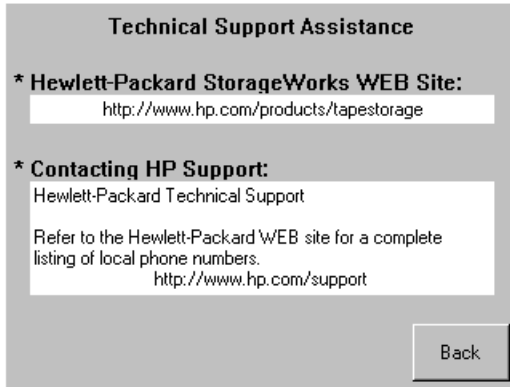 Technical Support Assistance
* Hewlett-Packard StorageWorks WEB Site:
http://www.hp.com/products/tapestorage
* Contacting HP Support:
Hewlett-Packard Technical Support
Refer to the Hewlett-Packard WEB site for a complete
listing of local phone numbers.
http://www.hp.com/support
Back